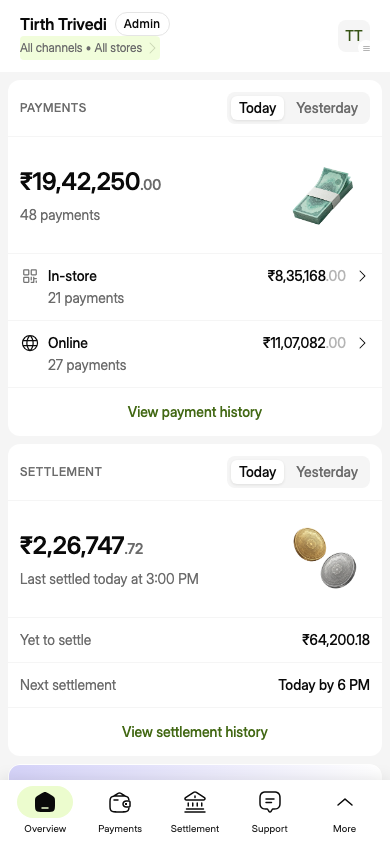 Tirth Trivedi Admin
All channels • All stores
TT
PAYMENTS Today Yesterday
₹19,42,250.00
48 payments
In-store ₹8,35,168.00
21 payments
Online ₹11,07,082.00
27 payments
View payment history
SETTLEMENT Today Yesterday
₹2,26,747.72
Last settled today at 3:00 PM
Yet to settle ₹64,200.18
Next settlement Today by 6 PM
View settlement history
Overview Payments Settlement Support More